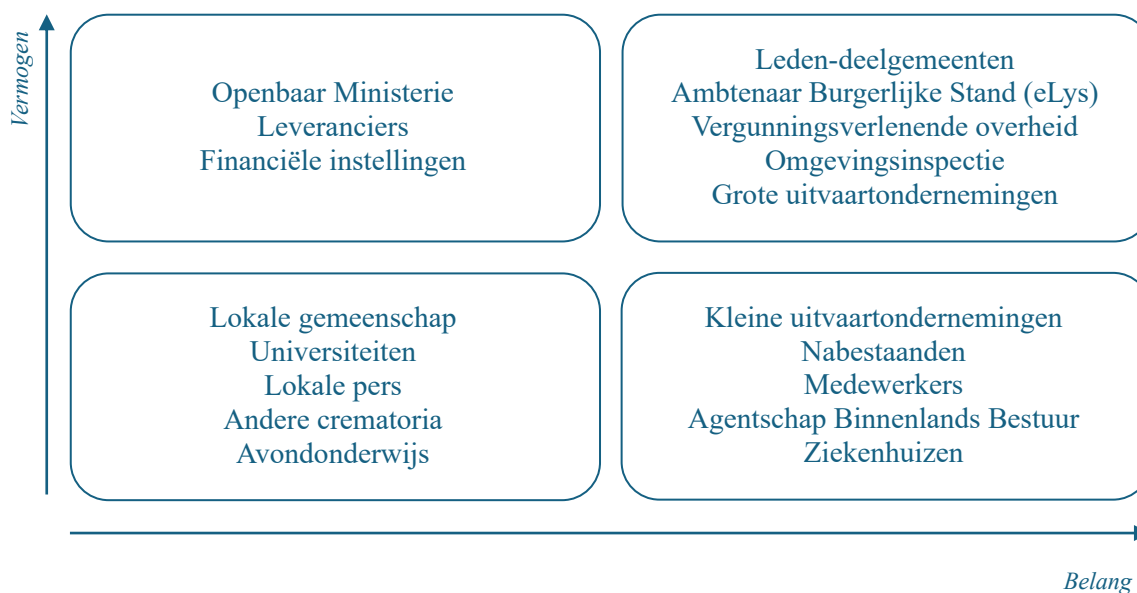 Vermogen
Openbaar Ministerie
Leveranciers
Financiële instellingen
Leden-deelgemeenten
Ambtenaar Burgerlijke Stand (eLys)
Vergunningsverlenende overheid
Omgevingsinspectie
Grote uitvaartondernemingen
Lokale gemeenschap
Universiteiten
Lokale pers
Andere crematoria
Avondonderwijs
Kleine uitvaartondernemingen
Nabestaanden
Medewerkers
Agentschap Binnenlands Bestuur
Ziekenhuizen
Belang